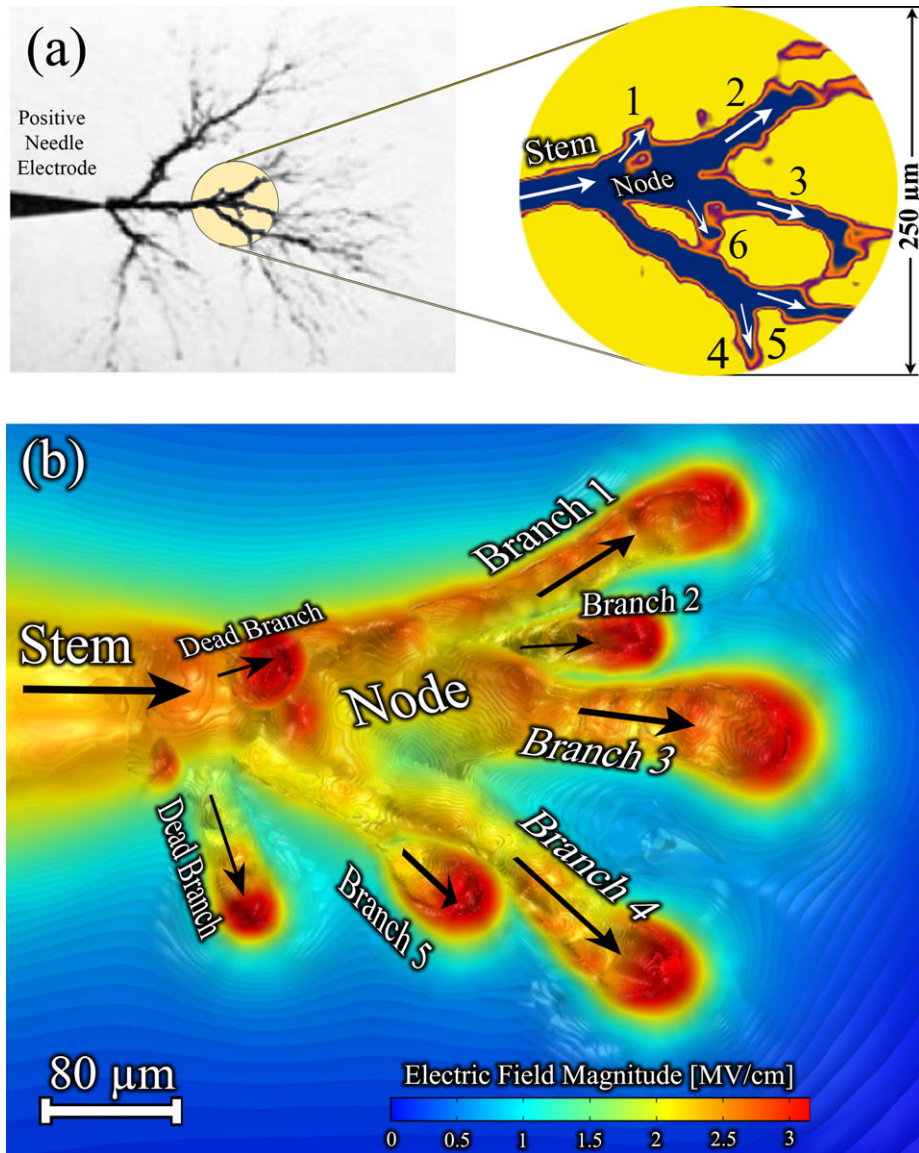 (a)
Positive
Needle
Electrode
Stem
Node
1
2
3
6
4
5
250 µm
(b)
Stem
Dead Branch
Node
Branch 1
Branch 2
Branch 3
Branch 4
Branch 5
Dead Branch
80 µm
Electric Field Magnitude [MV/cm]
0 0.5 1 1.5 2 2.5 3